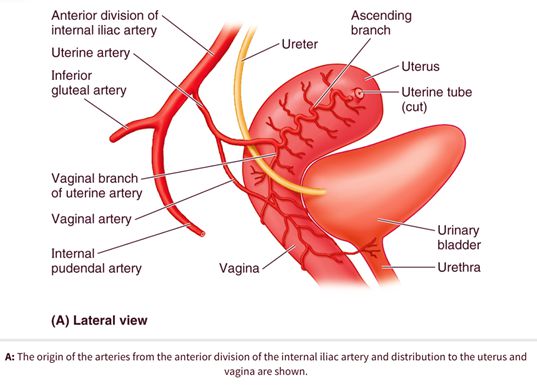 Anterior division of
internal iliac artery
Uterine artery
Inferior
gluteal artery
Vaginal branch
of uterine artery
Vaginal artery
Internal
pudendal artery
Ureter
Ascending
branch
Uterus
Uterine tube
(cut)
Urinary
bladder
Urethra
Vagina
(A) Lateral view
A: The origin of the arteries from the anterior division of the internal iliac artery and distribution to the uterus and
vagina are shown.